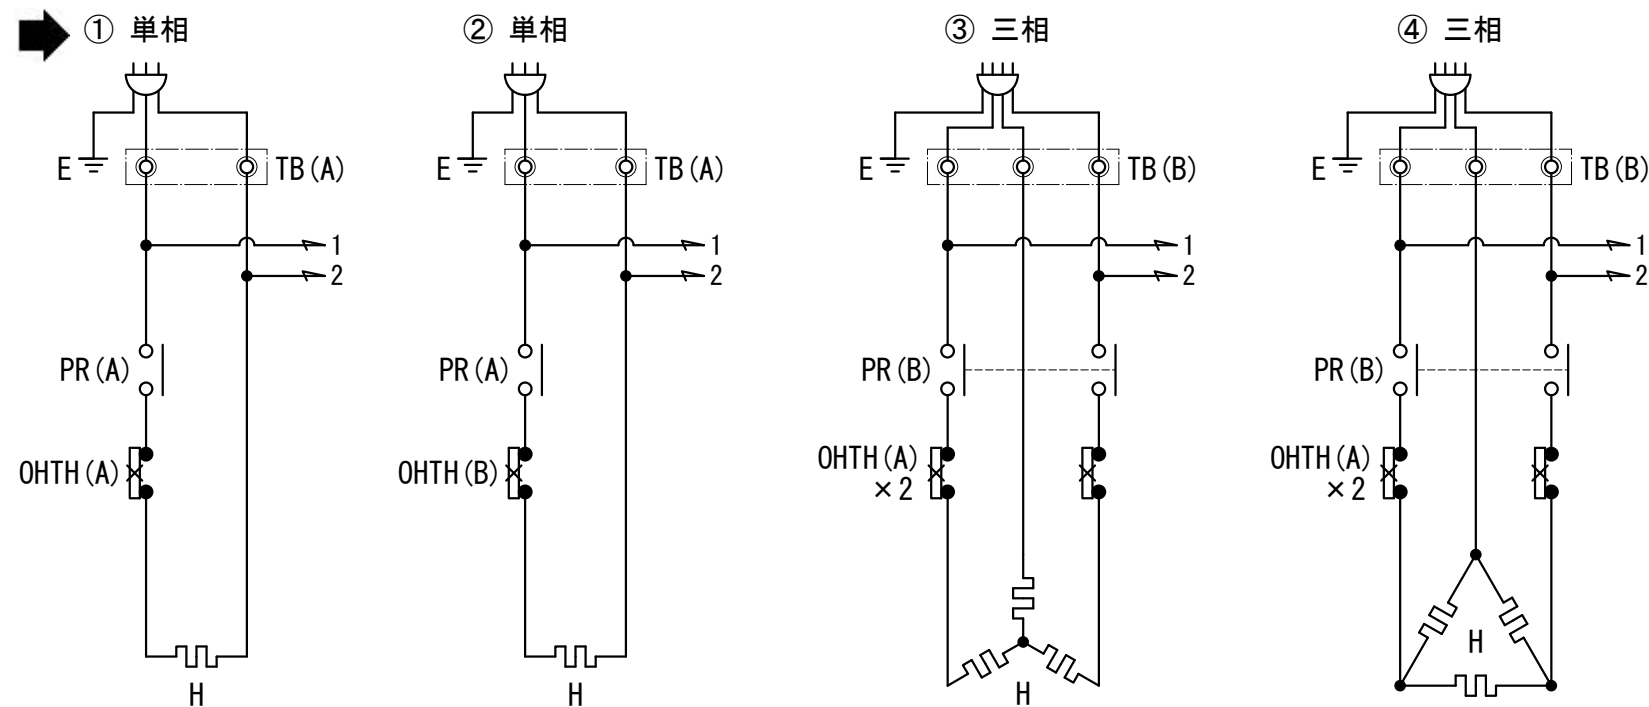 ① 単相
E
TB(A)
1
2
PR(A)
OHTH(A)
H
② 単相
E
TB(A)
1
2
PR(A)
OHTH(B)
H
③ 三相
E
TB(B)
1
2
PR(B)
OHTH(A)
×2
H
④ 三相
E
TB(B)
1
2
PR(B)
OHTH(A)
×2
H